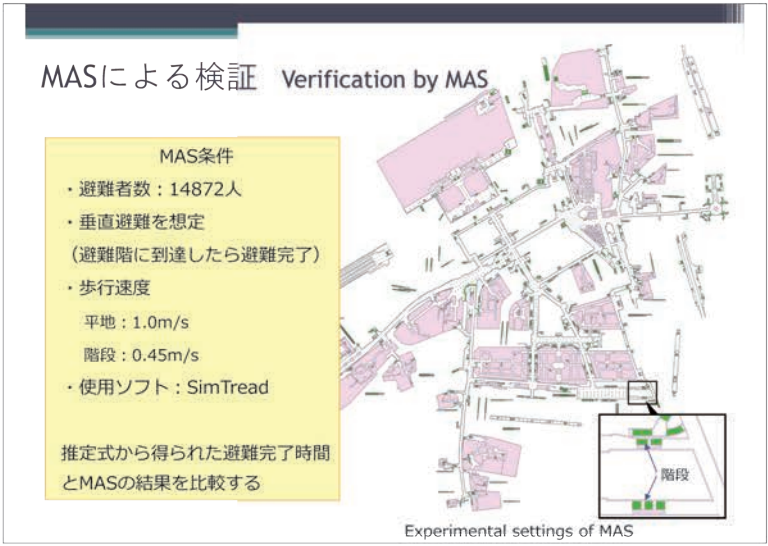 MASによる検証 Verification by MAS
MAS条件
・避難者数：14872人
・垂直避難を想定
（避難階に到達したら避難完了）
・歩行速度
平地：1.0m/s
階段：0.45m/s
・使用ソフト：SimTread
推定式から得られた避難完了時間
とMASの結果を比較する
階段
Experimental settings of MAS